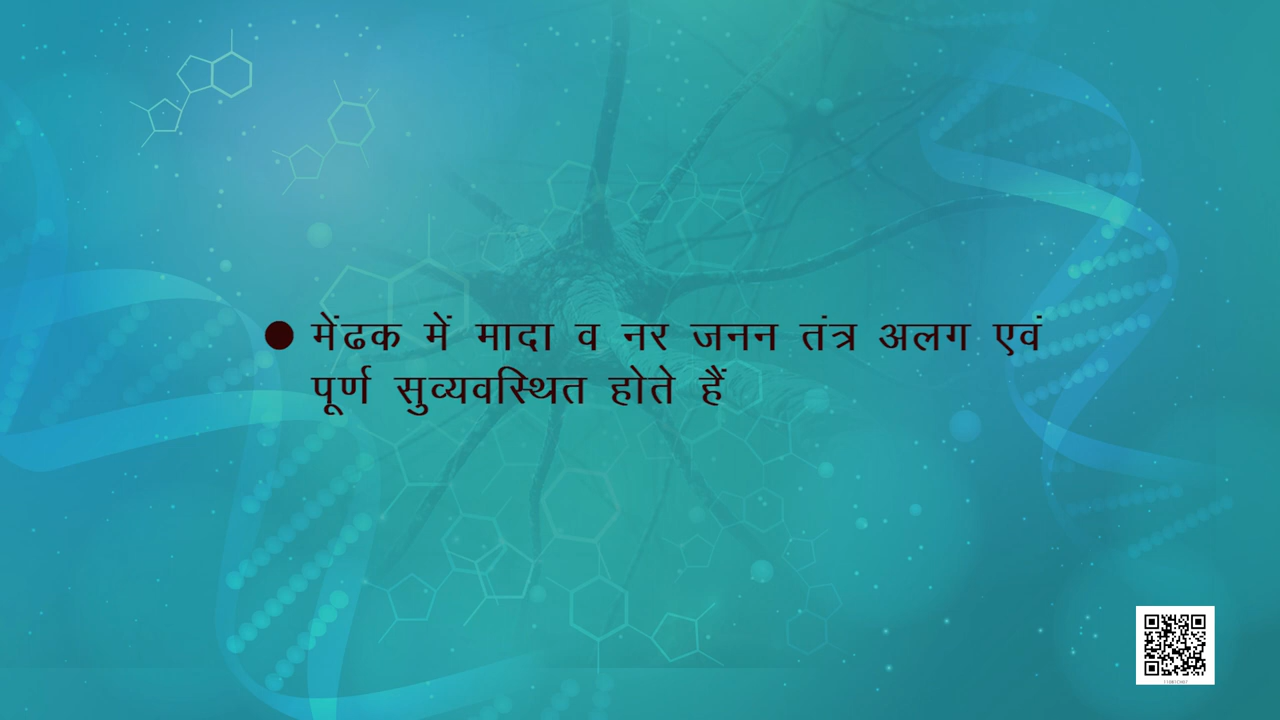 ● मेंढक में मादा व नर जनन तंत्र अलग एवं
पूर्ण सुव्यवस्थित होते हैं